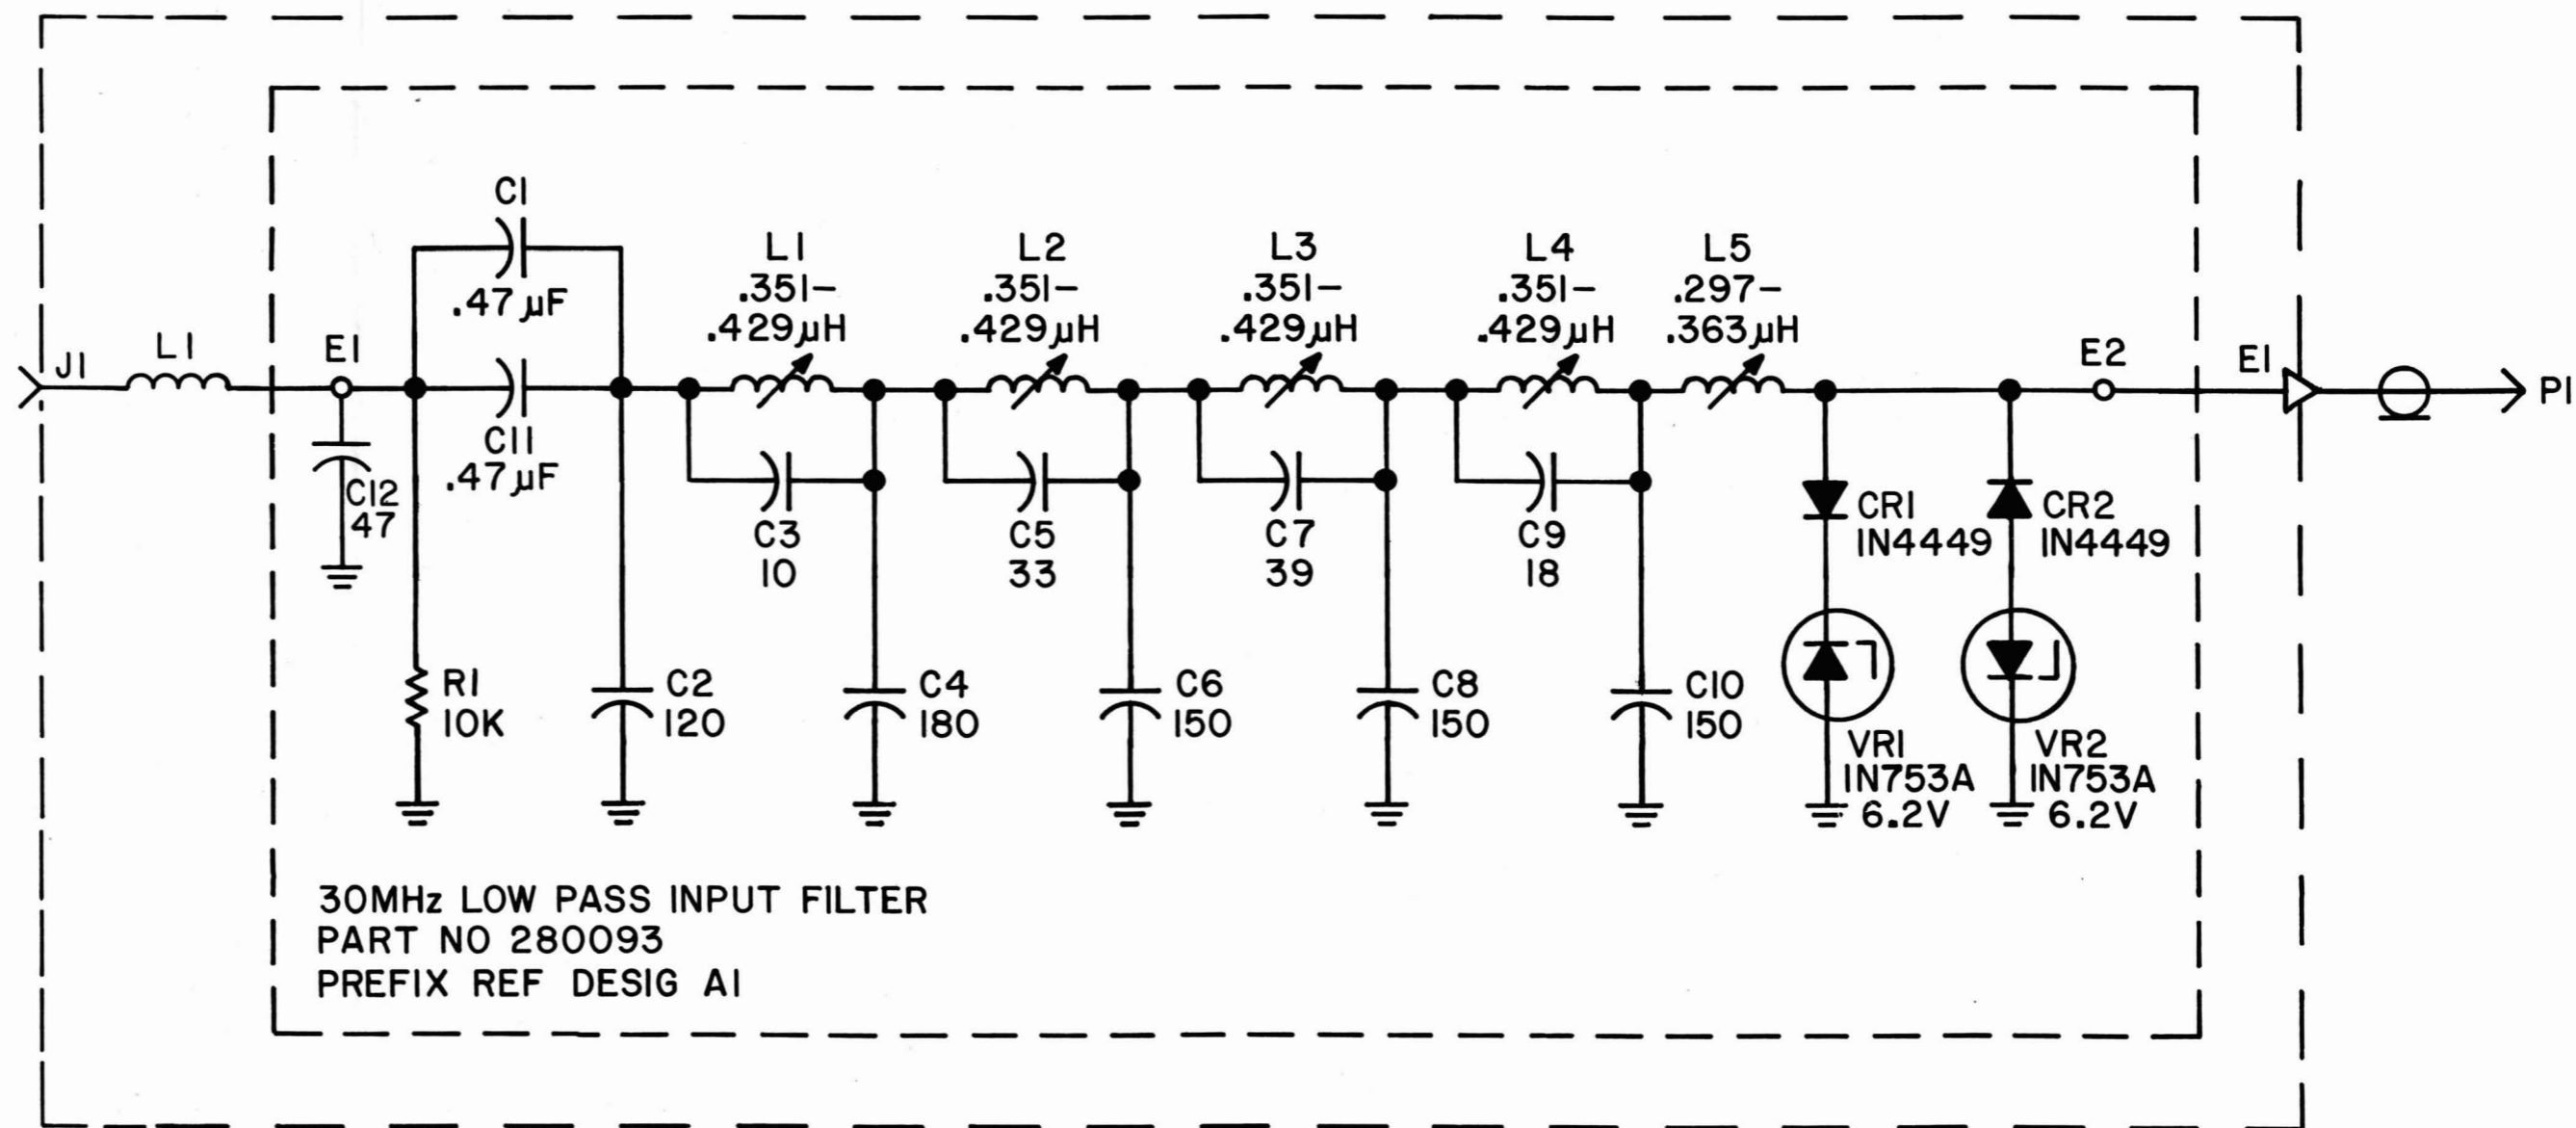 C1
.47µF
L1
.351-
.429µH
L2
.351-
.429µH
L3
.351-
.429µH
L4
.351-
.429µH
L5
.297-
.363µH
J1
L1
E1
E2
E1
P1
C11
.47µF
C12
47
C3
10
C5
33
C7
39
C9
18
CR1
1N4449
CR2
1N4449
R1
10K
C2
120
C4
180
C6
150
C8
150
C10
150
VR1
1N753A
6.2V
VR2
1N753A
6.2V
30MHz LOW PASS INPUT FILTER
PART NO 280093
PREFIX REF DESIG A1